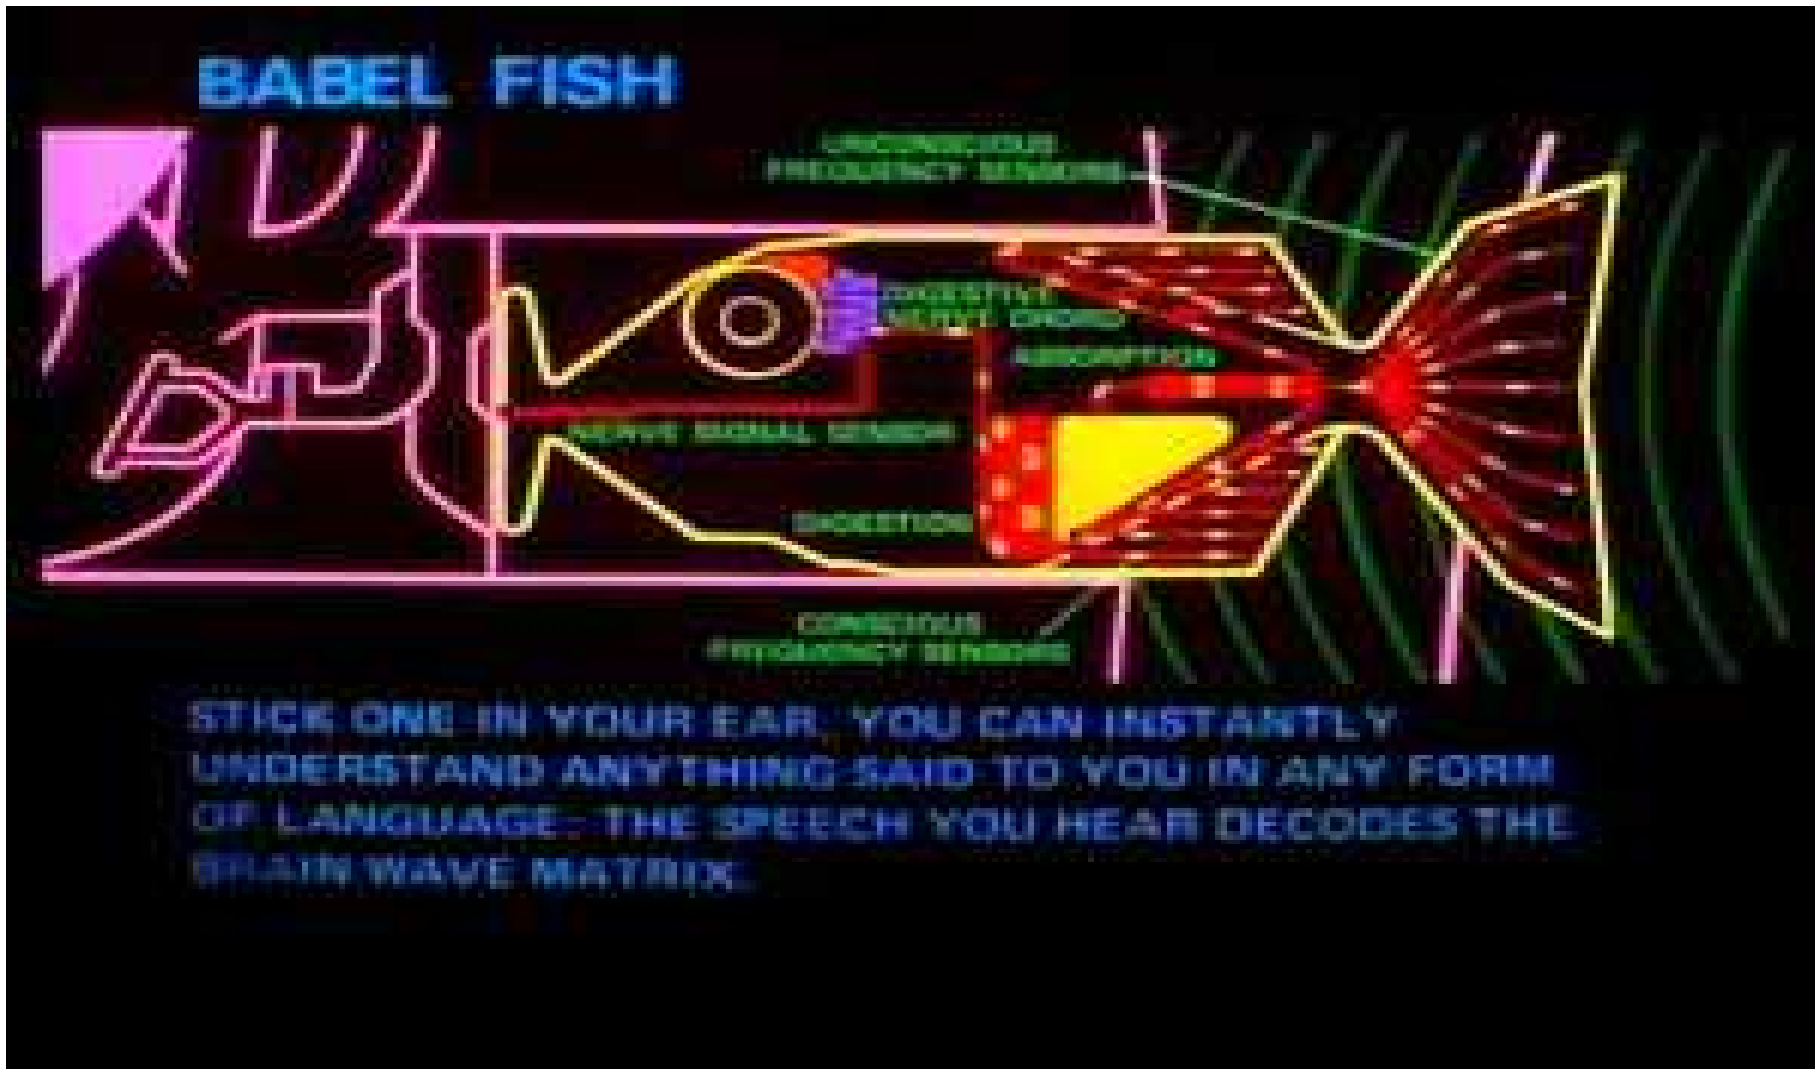 BABEL FISH
UNCONSCIOUS
FREQUENCY SENSORS
DIGESTIVE
NERVE CHORD
ABSORPTION
NERVE SIGNAL SENSOR
DIGESTION
CONSCIOUS
FREQUENCY SENSORS
STICK ONE IN YOUR EAR, YOU CAN INSTANTLY
UNDERSTAND ANYTHING SAID TO YOU IN ANY FORM
OF LANGUAGE: THE SPEECH YOU HEAR DECODES THE
BRAIN WAVE MATRIX.